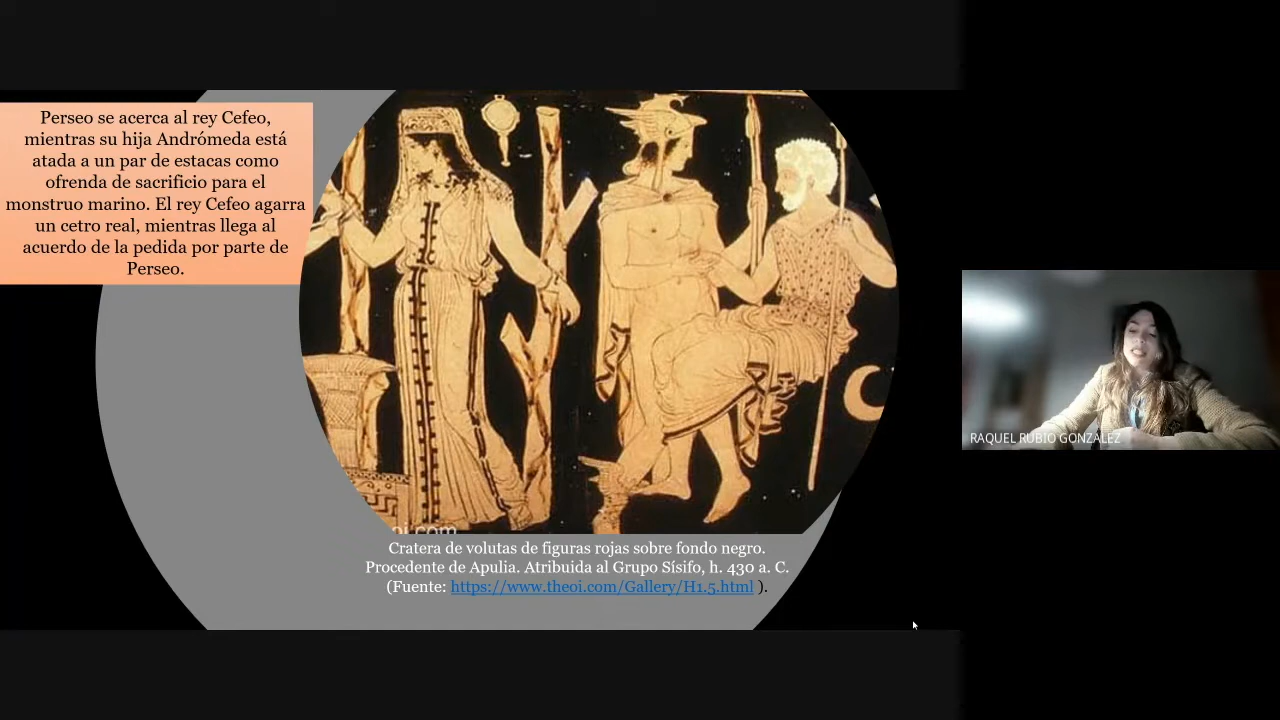 Perseo se acerca al rey Cefeo,
mientras su hija Andrómeda está
atada a un par de estacas como
ofrenda de sacrificio para el
monstruo marino. El rey Cefeo agarra
un cetro real, mientras llega al
acuerdo de la pedida por parte de
Perseo.
Cratera de volutas de figuras rojas sobre fondo negro.
Procedente de Apulia. Atribuida al Grupo Sísifo, h. 430 a. C.
(Fuente: https://www.theoi.com/Gallery/H1.5.html ).
RAQUEL RUBIO GONZALEZ